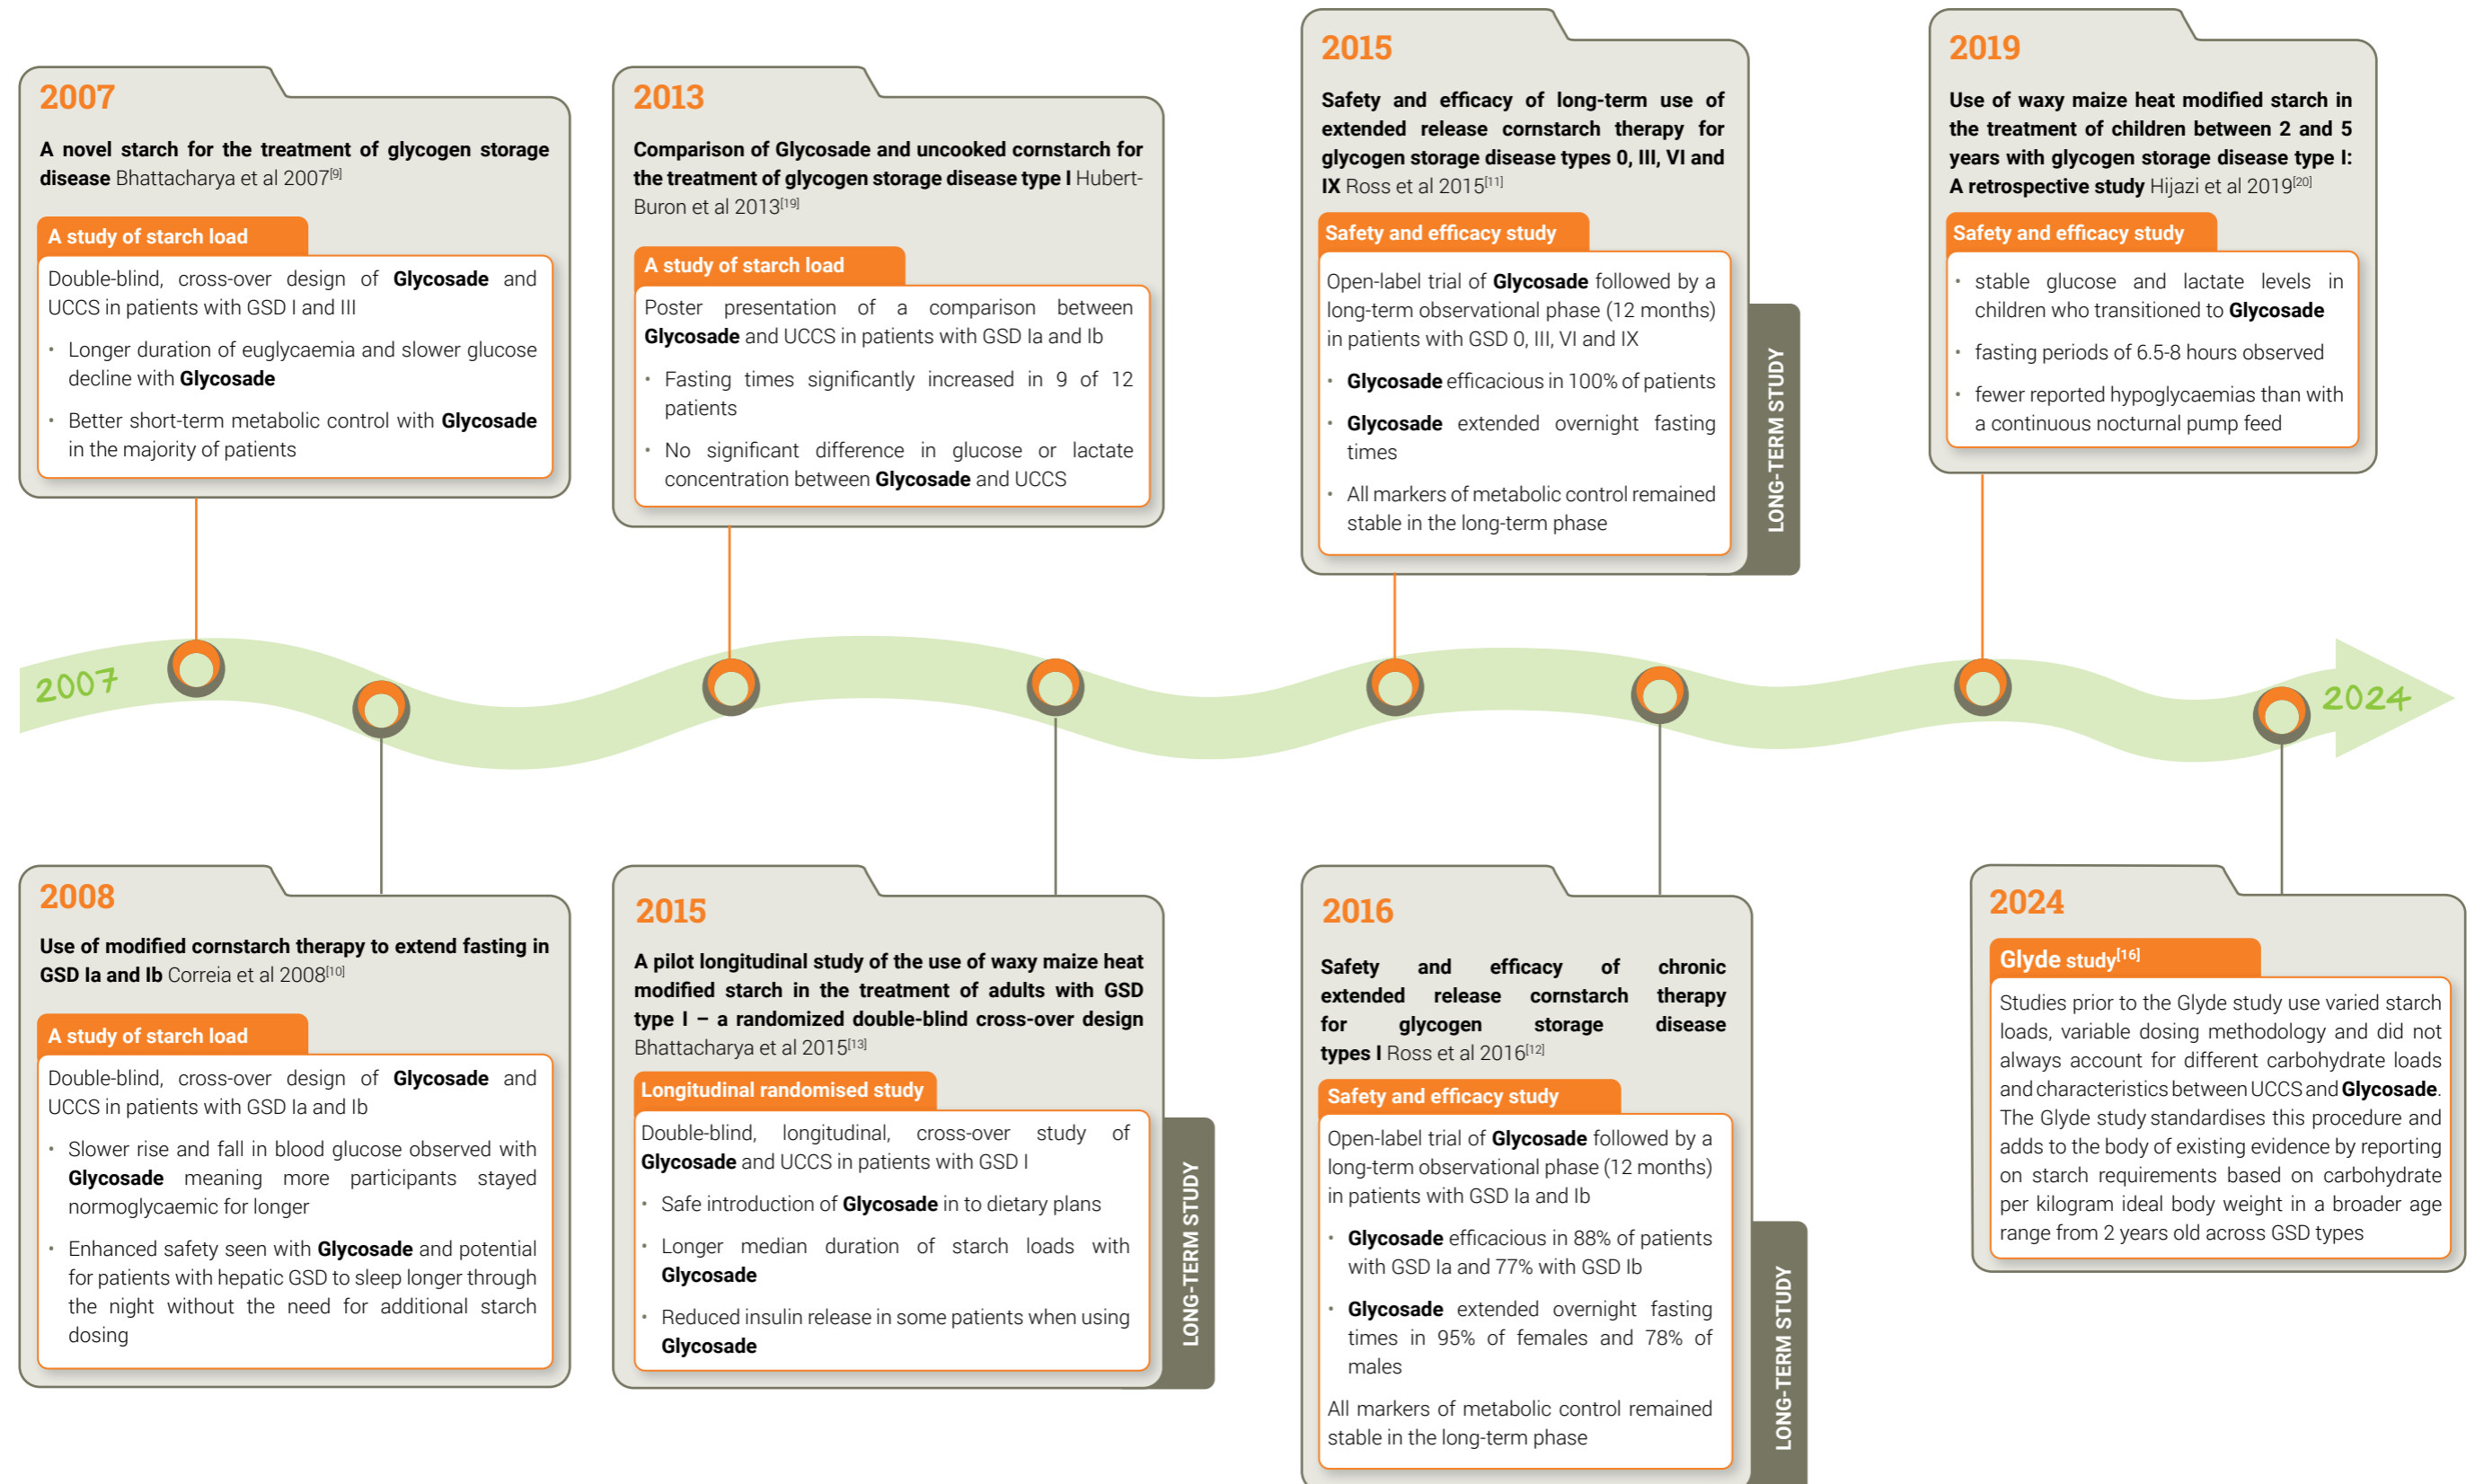 2007
A novel starch for the treatment of glycogen storage
disease Bhattacharya et al 2007[9]
A study of starch load
Double-blind, cross-over design of Glycosade and
UCCS in patients with GSD I and III
• Longer duration of euglycaemia and slower glucose
decline with Glycosade
• Better short-term metabolic control with Glycosade
in the majority of patients
2013
Comparison of Glycosade and uncooked cornstarch for
the treatment of glycogen storage disease type I Hubert-
Buron et al 2013[19]
A study of starch load
Poster presentation of a comparison between
Glycosade and UCCS in patients with GSD Ia and Ib
• Fasting times significantly increased in 9 of 12
patients
• No significant difference in glucose or lactate
concentration between Glycosade and UCCS
2015
Safety and efficacy of long-term use of
extended release cornstarch therapy for
glycogen storage disease types 0, III, VI and
IX Ross et al 2015[11]
Safety and efficacy study
Open-label trial of Glycosade followed by a
long-term observational phase (12 months)
in patients with GSD 0, III, VI and IX
• Glycosade efficacious in 100% of patients
• Glycosade extended overnight fasting
times
• All markers of metabolic control remained
stable in the long-term phase
LONG-TERM STUDY
2019
Use of waxy maize heat modified starch in
the treatment of children between 2 and 5
years with glycogen storage disease type I:
A retrospective study Hijazi et al 2019[20]
Safety and efficacy study
• stable glucose and lactate levels in
children who transitioned to Glycosade
• fasting periods of 6.5-8 hours observed
• fewer reported hypoglycaemias than with
a continuous nocturnal pump feed
2007
2024
2008
Use of modified cornstarch therapy to extend fasting in
GSD Ia and Ib Correia et al 2008[10]
A study of starch load
Double-blind, cross-over design of Glycosade and
UCCS in patients with GSD Ia and Ib
• Slower rise and fall in blood glucose observed with
Glycosade meaning more participants stayed
normoglycaemic for longer
• Enhanced safety seen with Glycosade and potential
for patients with hepatic GSD to sleep longer through
the night without the need for additional starch
dosing
2015
A pilot longitudinal study of the use of waxy maize heat
modified starch in the treatment of adults with GSD
type I – a randomized double-blind cross-over design
Bhattacharya et al 2015[13]
Longitudinal randomised study
Double-blind, longitudinal, cross-over study of
Glycosade and UCCS in patients with GSD I
• Safe introduction of Glycosade in to dietary plans
• Longer median duration of starch loads with
Glycosade
• Reduced insulin release in some patients when using
Glycosade
LONG-TERM STUDY
2016
Safety and efficacy of chronic
extended release cornstarch therapy
for glycogen storage disease
types I Ross et al 2016[12]
Safety and efficacy study
Open-label trial of Glycosade followed by a
long-term observational phase (12 months)
in patients with GSD Ia and Ib
• Glycosade efficacious in 88% of patients
with GSD Ia and 77% with GSD Ib
• Glycosade extended overnight fasting
times in 95% of females and 78% of
males
All markers of metabolic control remained
stable in the long-term phase
LONG-TERM STUDY
2024
Glyde study[16]
Studies prior to the Glyde study use varied starch
loads, variable dosing methodology and did not
always account for different carbohydrate loads
and characteristics between UCCS and Glycosade.
The Glyde study standardises this procedure and
adds to the body of existing evidence by reporting
on starch requirements based on carbohydrate
per kilogram ideal body weight in a broader age
range from 2 years old across GSD types